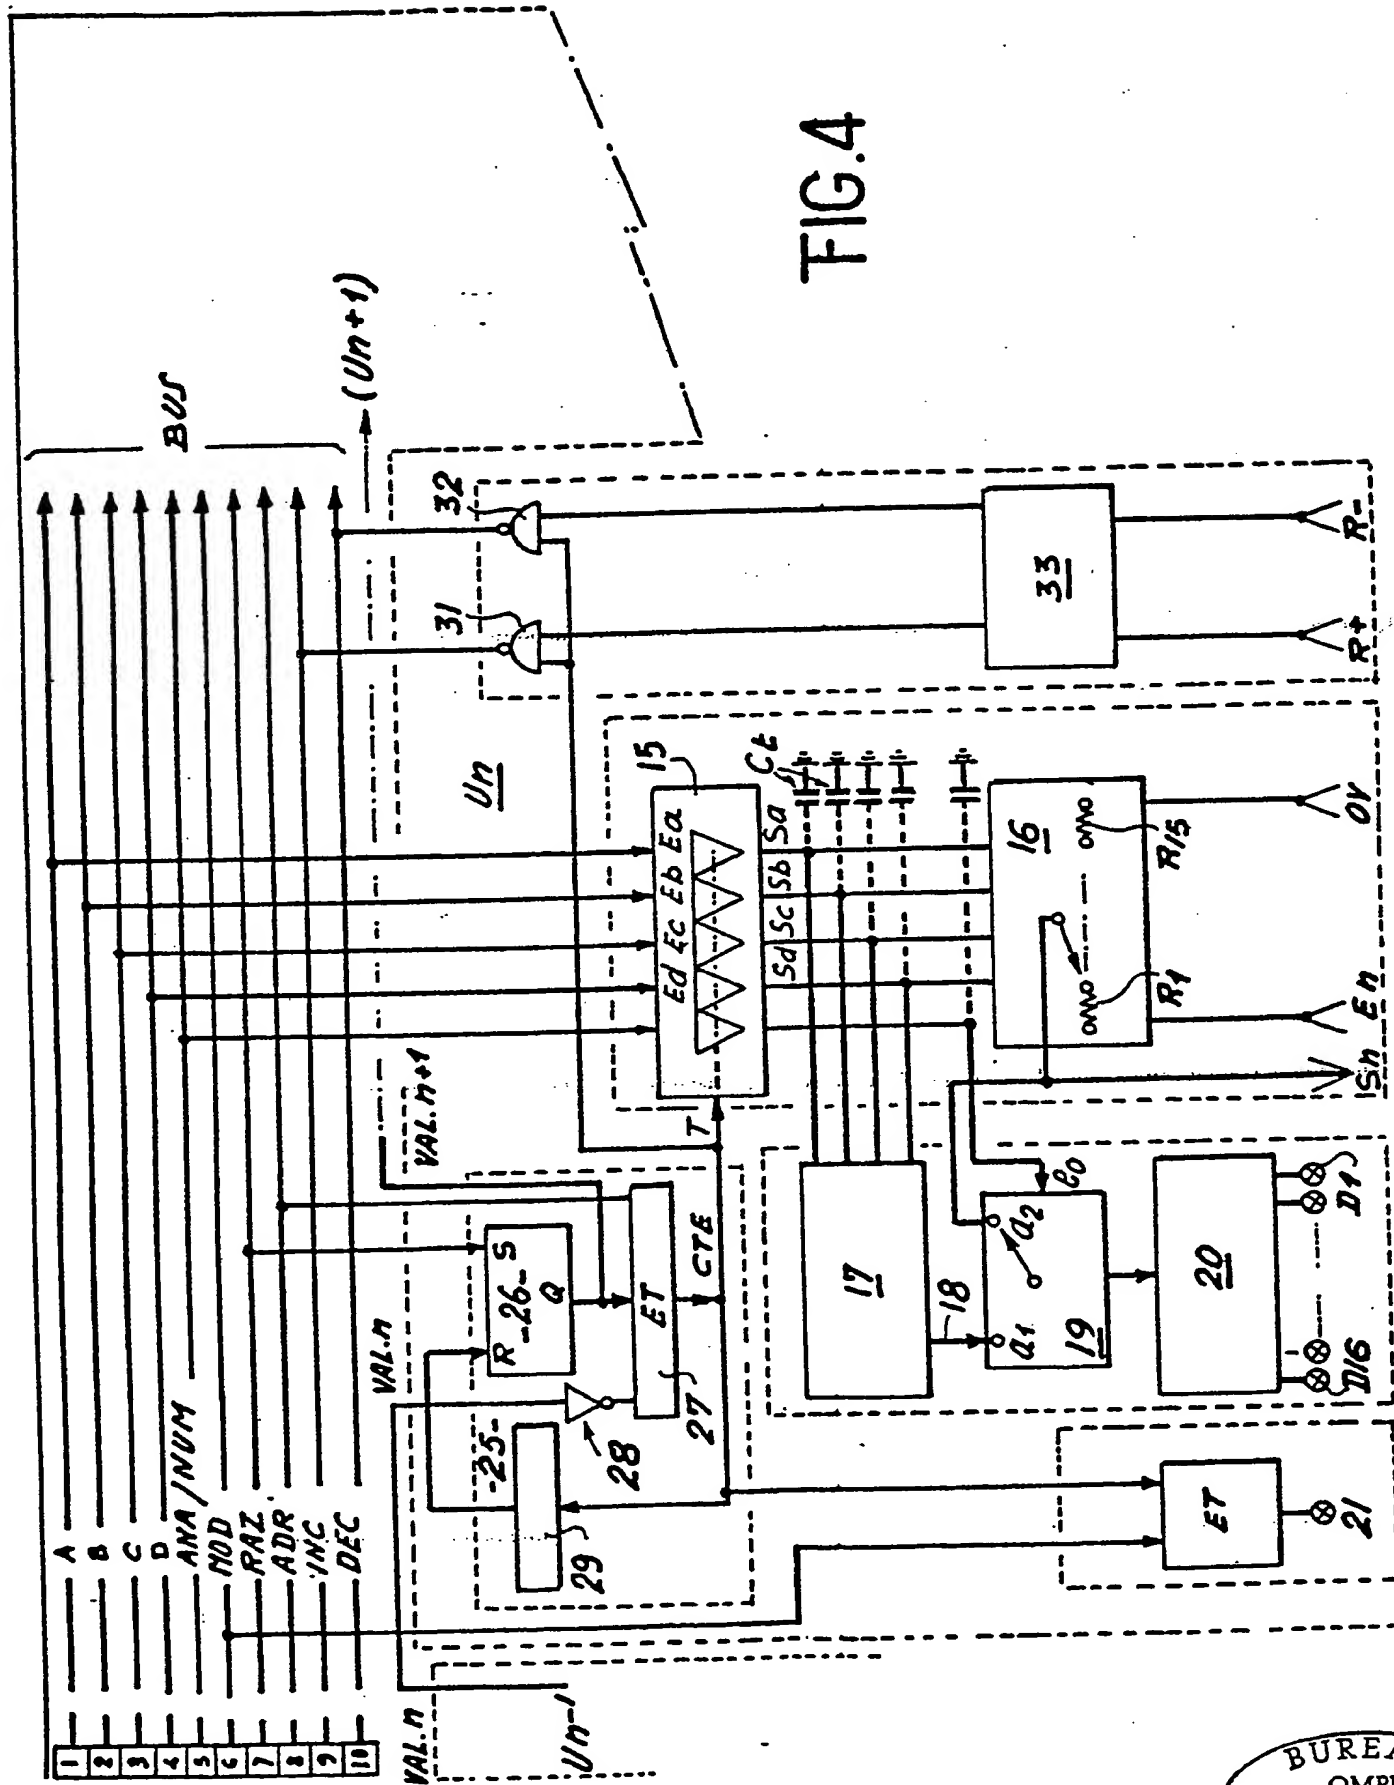 FIG.4
BUS
(Un+1)
1 A
2 B
3 C
4 D
5 ANA/NUM
6 MOD
7 RAZ
8 ADR
9 INC
10 DEC
VAL.n
VAL.n
VAL.n+1
Un-1
Un
-25-
29
28
27
R -26- S
Q
ET
CTE
T
15
Ed Ec Eb Ea
Sd Sc Sb Sa
Ct
31
32
33
R+
R-
16
R1
R15
Sn
En
OV
17
18
a1
a2
19
e0
20
D16
D1
ET
21
BUREA